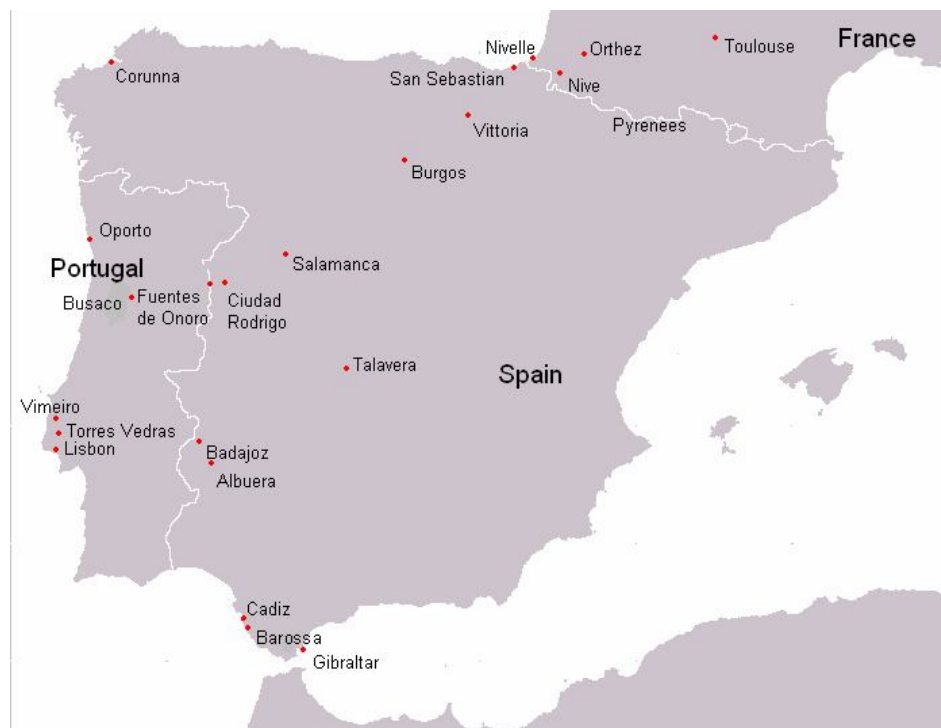 France
Nivelle
Orthez
Toulouse
Corunna
San Sebastian
Nive
Vittoria
Pyrenees
Burgos
Oporto
Salamanca
Portugal
Busaco
Fuentes
de Onoro
Ciudad
Rodrigo
Talavera
Spain
Vimeiro
Torres Vedras
Lisbon
Badajoz
Albuera
Cadiz
Barossa
Gibraltar